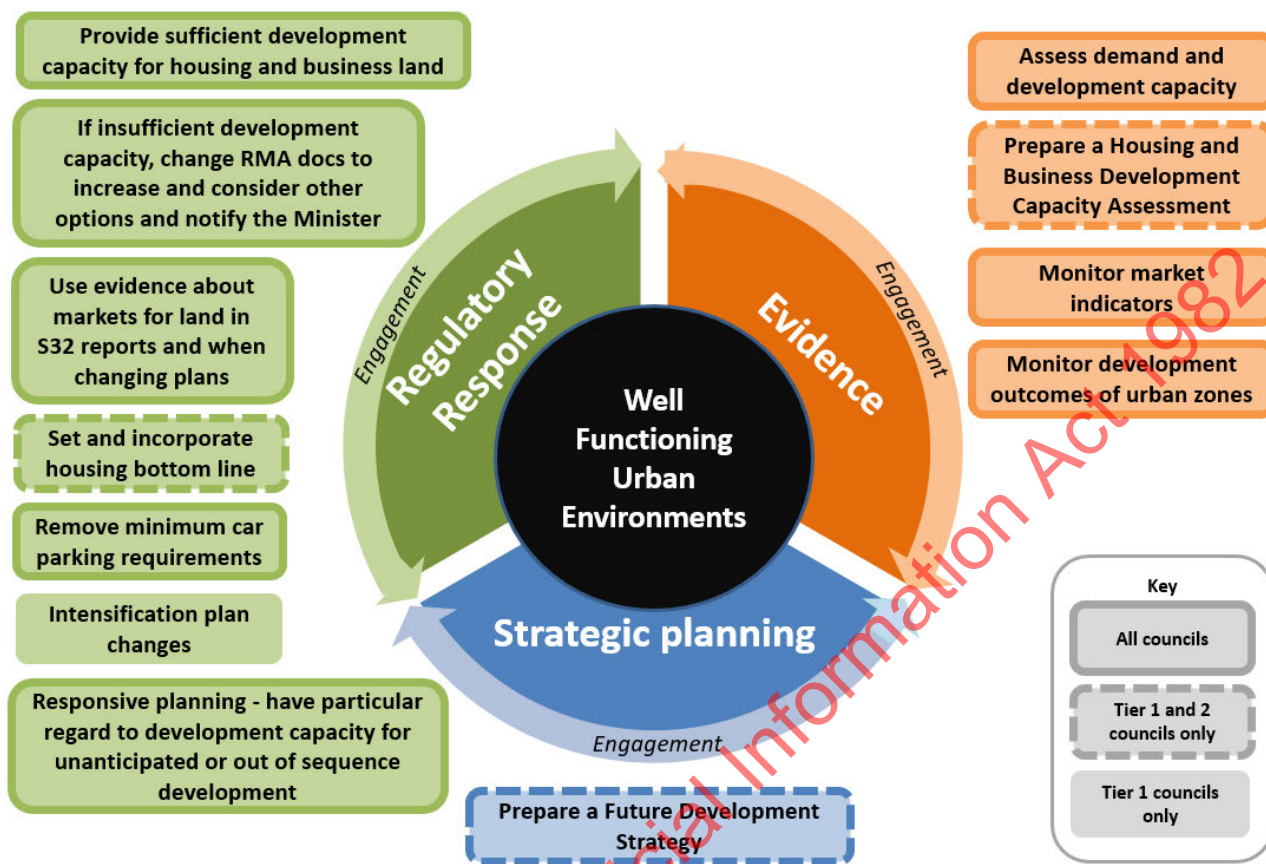 Provide sufficient development
capacity for housing and business land
If insufficient development
capacity, change RMA docs to
increase and consider other
options and notify the Minister
Use evidence about
markets for land in
S32 reports and when
changing plans
Set and incorporate
housing bottom line
Remove minimum car
parking requirements
Intensification plan
changes
Responsive planning - have particular
regard to development capacity for
unanticipated or out of sequence
development
Engagement
Regulatory
Response
Engagement
Evidence
Well
Functioning
Urban
Environments
Strategic planning
Engagement
Prepare a Future Development
Strategy
Assess demand and
development capacity
Prepare a Housing and
Business Development
Capacity Assessment
Monitor market
indicators
Monitor development
outcomes of urban zones
Key
All councils
Tier 1 and 2
councils only
Tier 1 councils
only
cial Information Act 1982